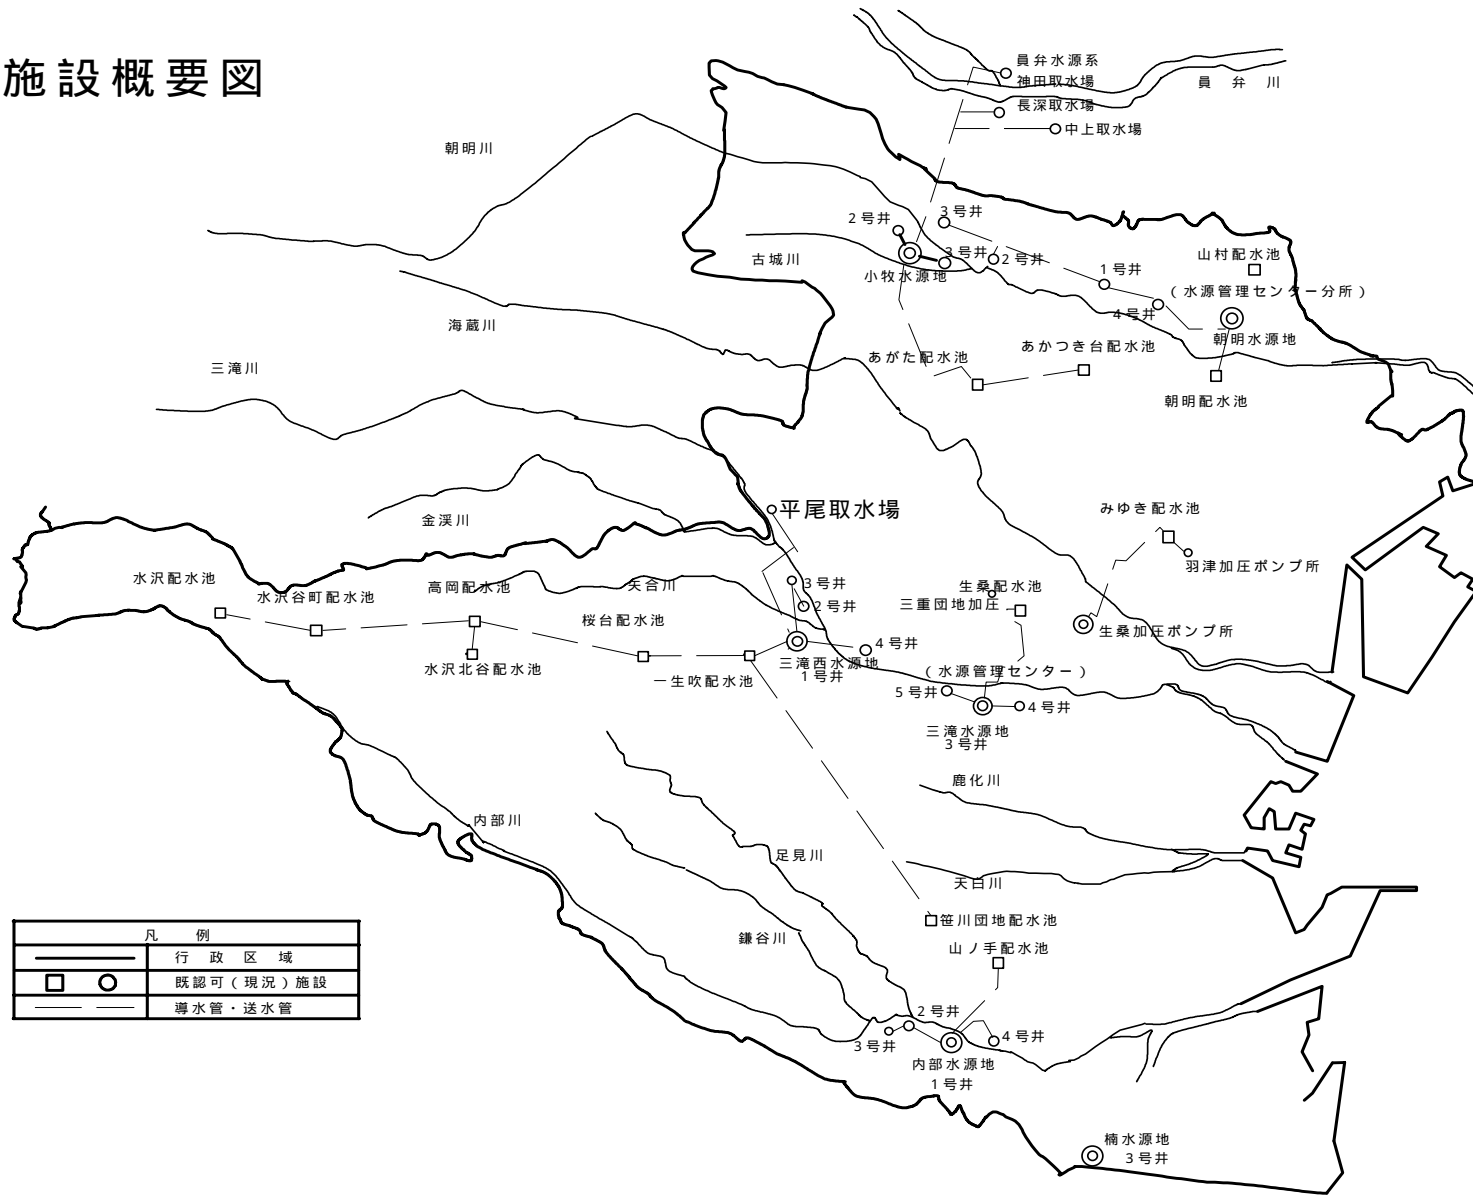 施設概要図
員弁水源系
神田取水場
員弁川
長深取水場
中上取水場
朝明川
2号井
3号井
古城川
3号井
2号井
小牧水源地
山村配水池
1号井
(水源管理センター分所)
4号井
朝明水源地
海蔵川
あがた配水池
あかつき台配水池
三滝川
朝明配水池
平尾取水場
みゆき配水池
金渓川
羽津加圧ポンプ所
水沢配水池
水沢谷町配水池
高岡配水池
矢合川
3号井
2号井
生桑配水池
三重団地加圧
桜台配水池
生桑加圧ポンプ所
4号井
水沢北谷配水池
一生吹配水池
三滝西水源地
1号井
(水源管理センター)
5号井
4号井
三滝水源地
3号井
鹿化川
内部川
足見川
天白川
笹川団地配水池
鎌谷川
山ノ手配水池
凡例
行政区域
既認可(現況)施設
導水管・送水管
2号井
3号井
4号井
内部水源地
1号井
楠水源地
3号井